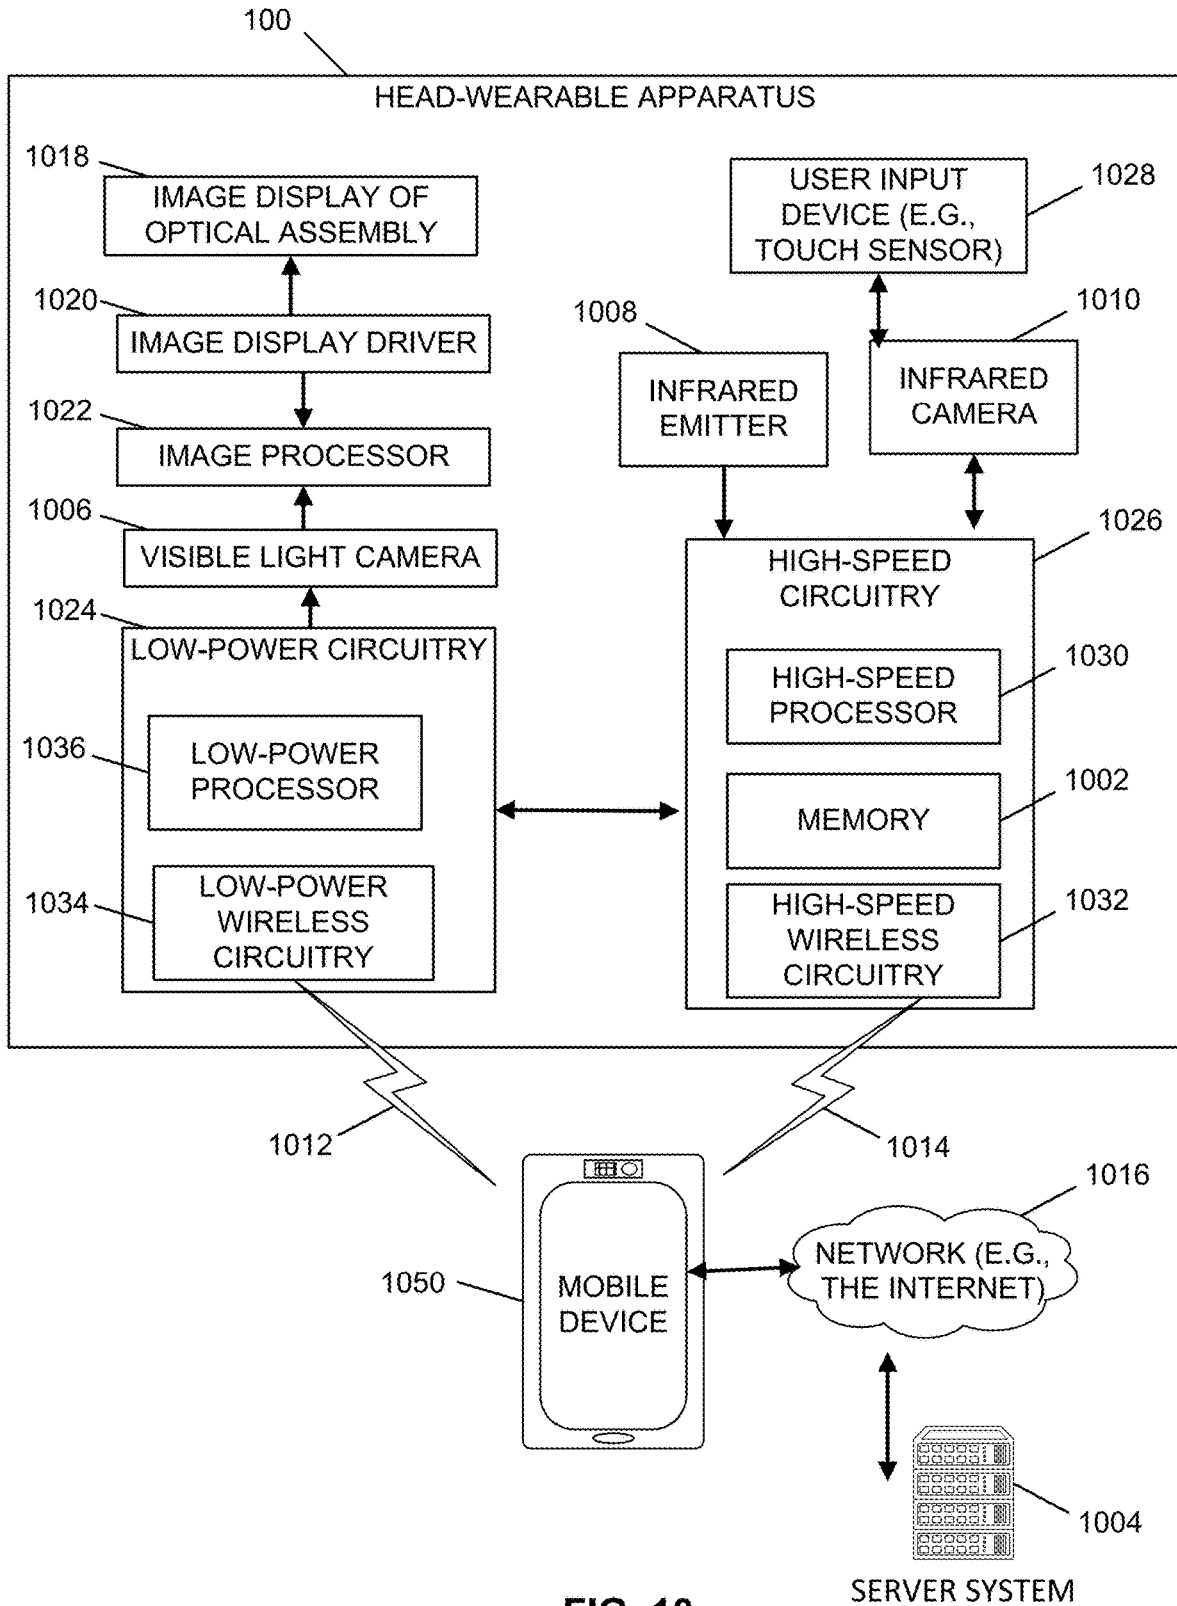 100
HEAD-WEARABLE APPARATUS
1018
IMAGE DISPLAY OF
OPTICAL ASSEMBLY
1020
IMAGE DISPLAY DRIVER
1022
IMAGE PROCESSOR
1006
VISIBLE LIGHT CAMERA
1024
LOW-POWER CIRCUITRY
1036
LOW-POWER
PROCESSOR
1034
LOW-POWER
WIRELESS
CIRCUITRY
USER INPUT
DEVICE (E.G.,
TOUCH SENSOR)
1028
1008
INFRARED
EMITTER
1010
INFRARED
CAMERA
1026
HIGH-SPEED
CIRCUITRY
HIGH-SPEED
PROCESSOR
1030
MEMORY
1002
HIGH-SPEED
WIRELESS
CIRCUITRY
1032
1012
1014
1050
MOBILE
DEVICE
1016
NETWORK (E.G.,
THE INTERNET)
1004
SERVER SYSTEM